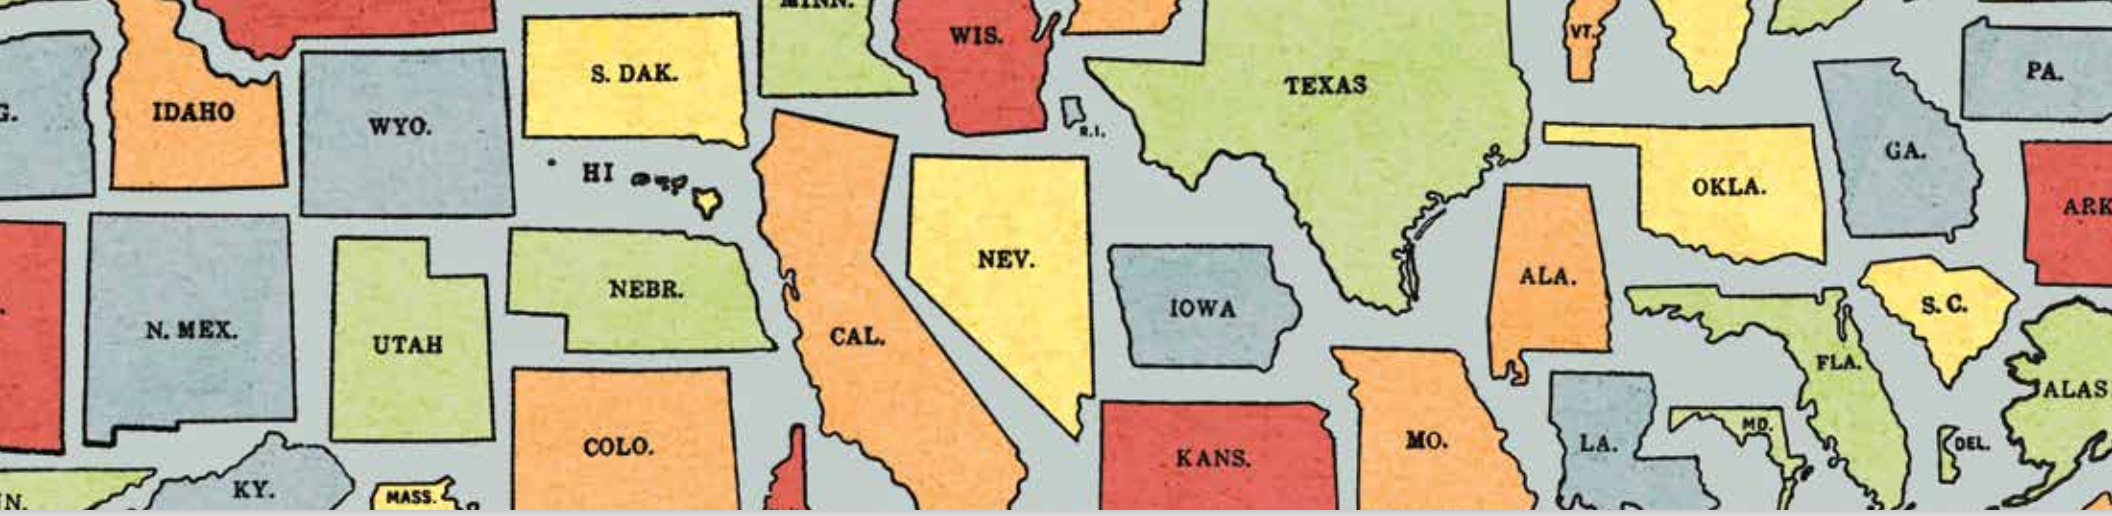 MINN.
WIS.
VT.
S. DAK.
TEXAS
PA.
IDAHO
WYO.
R.I.
GA.
HI
OKLA.
ARK
NEV.
ALA.
NEBR.
IOWA
S.C.
N. MEX.
UTAH
CAL.
FLA.
ALAS
COLO.
KANS.
MO.
LA.
MD.
DEL.
KY.
MASS.
N.
G.